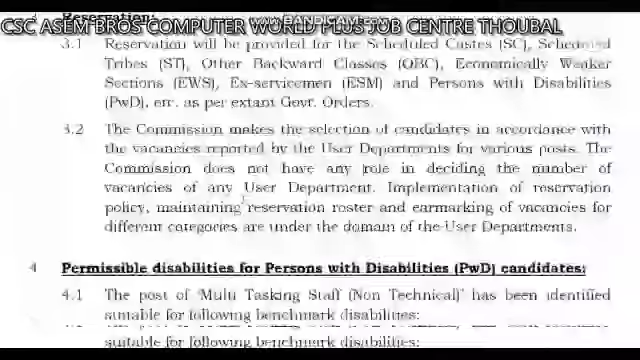 Reservation:
CSC ASEM BROS COMPUTER WORLD PLUS JOB CENTRE THOUBAL
WWW.BANDICAM.COM
3.1 Reservation will be provided for the Scheduled Castes (SC), Scheduled
Tribes (ST), Other Backward Classes (OBC), Economically Weaker
Sections (EWS), Ex-servicemen (ESM) and Persons with Disabilities
(PwD), etc. as per extant Govt. Orders.
3.2 The Commission makes the selection of candidates in accordance with
the vacancies reported by the User Departments for various posts. The
Commission does not have any role in deciding the number of
vacancies of any User Department. Implementation of reservation
policy, maintaining reservation roster and earmarking of vacancies for
different categories are under the domain of the User Departments.
4 Permissible disabilities for Persons with Disabilities (PwD) candidates:
4.1 The post of 'Multi Tasking Staff (Non Technical)' has been identified
suitable for following benchmark disabilities:
suitable for following benchmark disabilities: